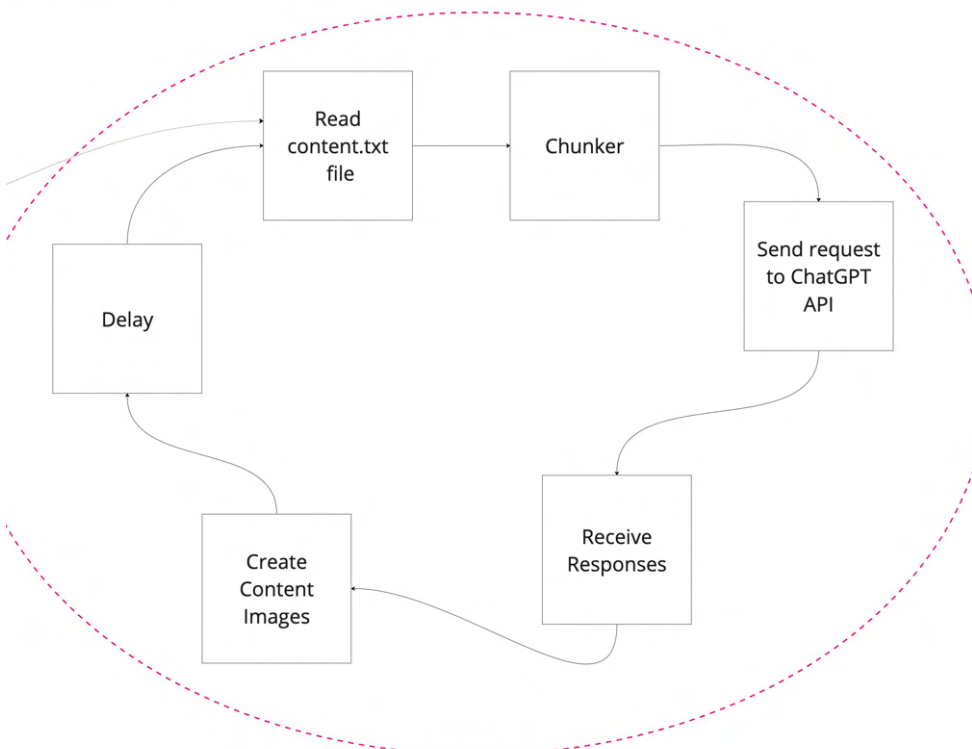 Read
content.txt
file
Chunker
Send request
to ChatGPT
API
Receive
Responses
Create
Content
Images
Delay